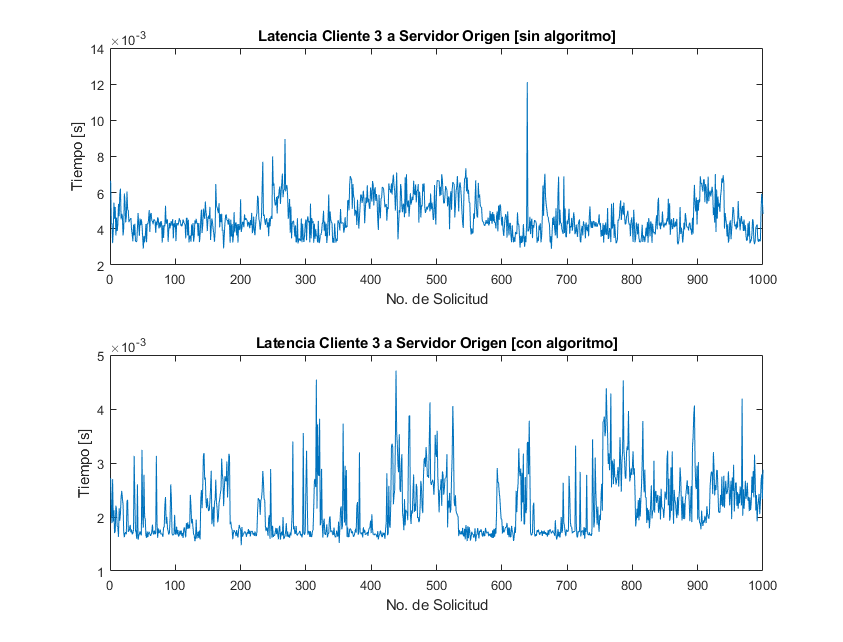 Latencia Cliente 3 a Servidor Origen [sin algoritmo]
×10-3
14
12
10
8
6
4
2
Tiempo [s]
0 100 200 300 400 500 600 700 800 900 1000
No. de Solicitud
Latencia Cliente 3 a Servidor Origen [con algoritmo]
×10-3
5
4
3
2
1
Tiempo [s]
0 100 200 300 400 500 600 700 800 900 1000
No. de Solicitud